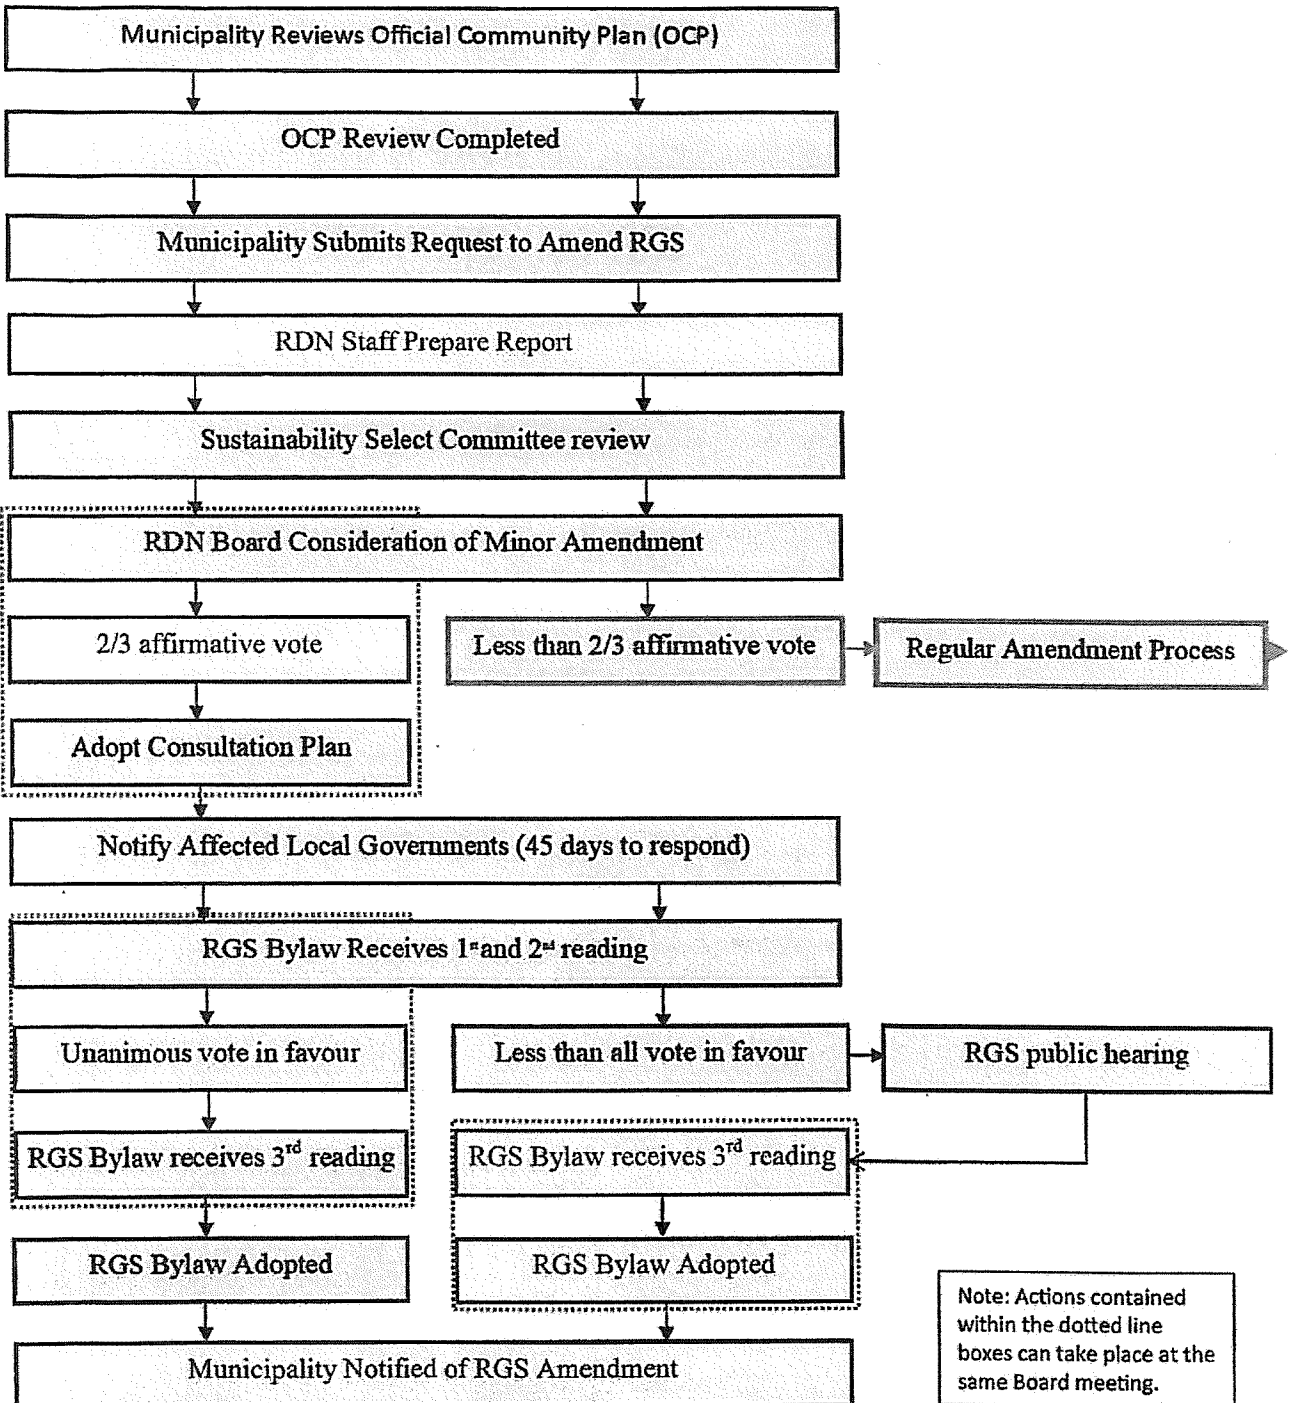 Municipality Reviews Official Community Plan (OCP)
OCP Review Completed
Municipality Submits Request to Amend RGS
RDN Staff Prepare Report
Sustainability Select Committee review
RDN Board Consideration of Minor Amendment
2/3 affirmative vote
Less than 2/3 affirmative vote
Regular Amendment Process
Adopt Consultation Plan
Notify Affected Local Governments (45 days to respond)
RGS Bylaw Receives 1st and 2nd reading
Unanimous vote in favour
Less than all vote in favour
RGS public hearing
RGS Bylaw receives 3rd reading
RGS Bylaw receives 3rd reading
RGS Bylaw Adopted
RGS Bylaw Adopted
Municipality Notified of RGS Amendment
Note: Actions contained
within the dotted line
boxes can take place at the
same Board meeting.